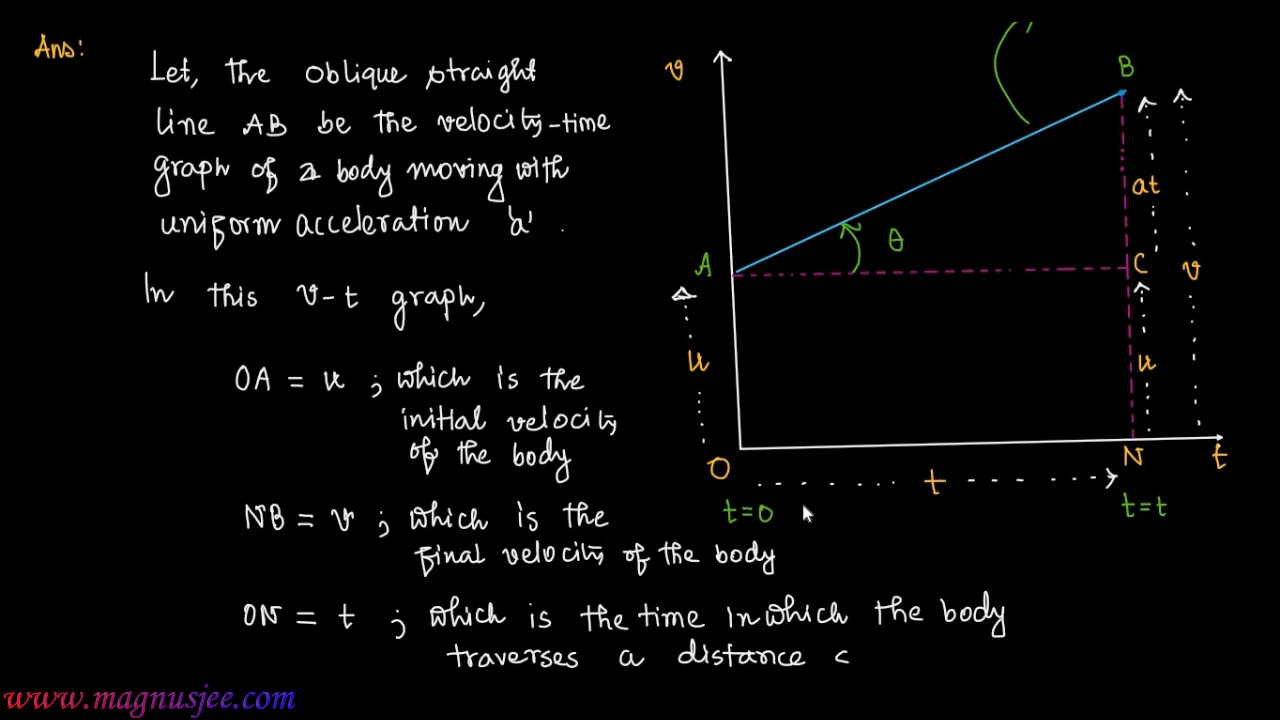 Ans:
Let, the oblique straight
line AB be the velocity-time
graph of a body moving with
uniform acceleration 'a'.
In this v-t graph,
OA = u ; which is the
initial velocity
of the body
NB = v ; which is the
final velocity of the body
ON = t ; which is the time in which the body
traverses a distance
v
B
at
A
θ
C
v
u
u
O
N
t
t
t=0
t=t
www.magnusjee.com